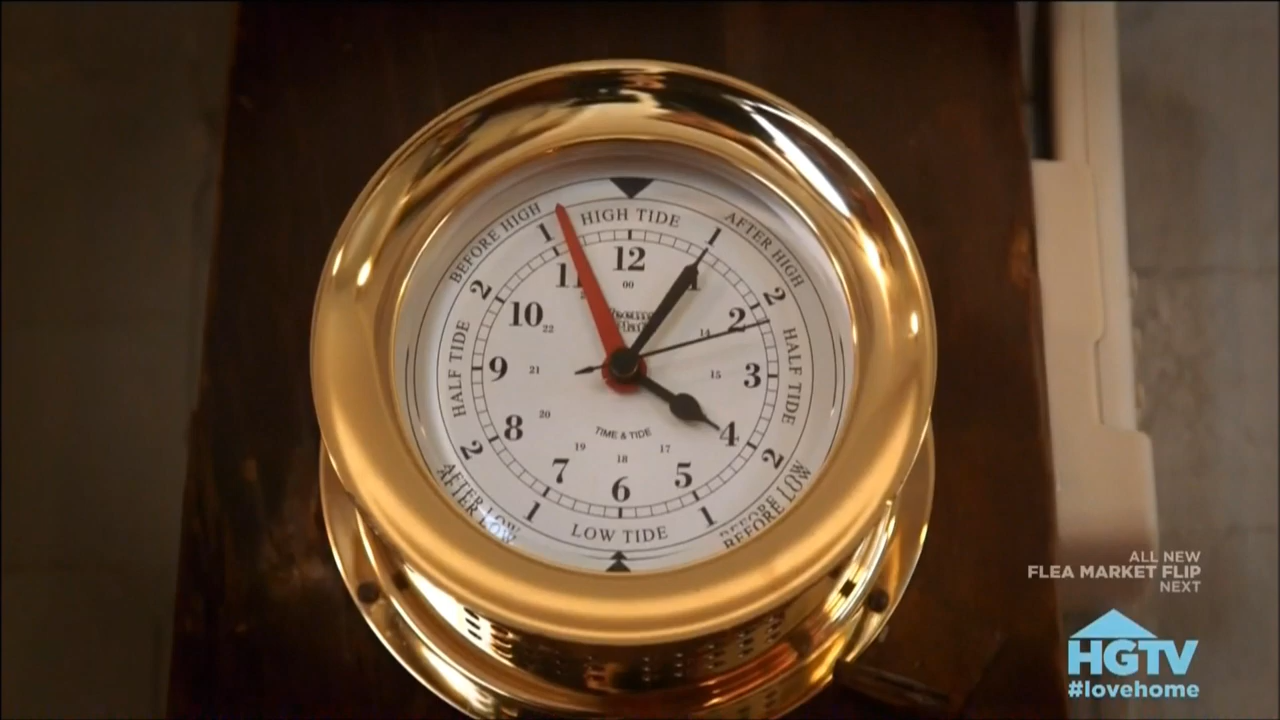 HIGH TIDE
BEFORE HIGH
AFTER HIGH
1
1
12
00
11
1
2
2
10
22
2
14
HALF TIDE
HALF TIDE
9
21
15
3
8
20
TIME & TIDE
4
19
18
17
7
6
5
2
2
AFTER LOW
BEFORE LOW
1
1
LOW TIDE
ALL NEW
FLEA MARKET FLIP
NEXT
HGTV
#lovehome